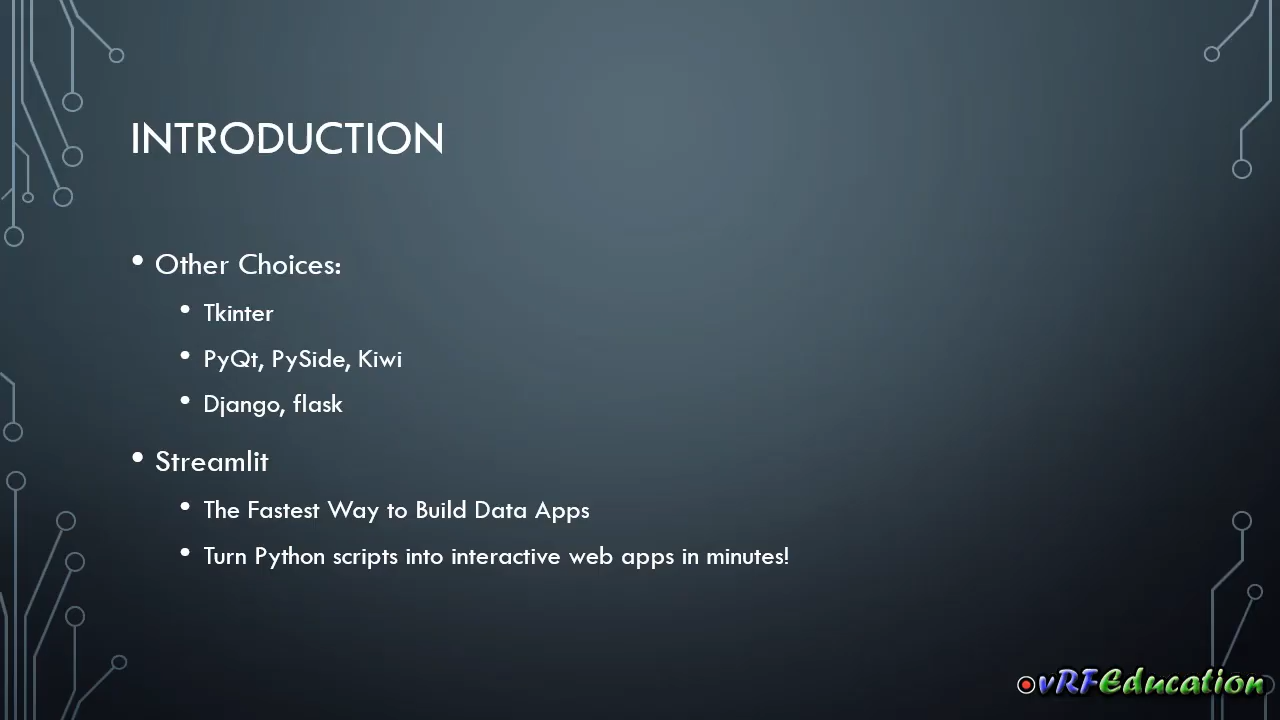 INTRODUCTION
• Other Choices:
• Tkinter
• PyQt, PySide, Kiwi
• Django, flask
• Streamlit
• The Fastest Way to Build Data Apps
• Turn Python scripts into interactive web apps in minutes!
vRFEducation